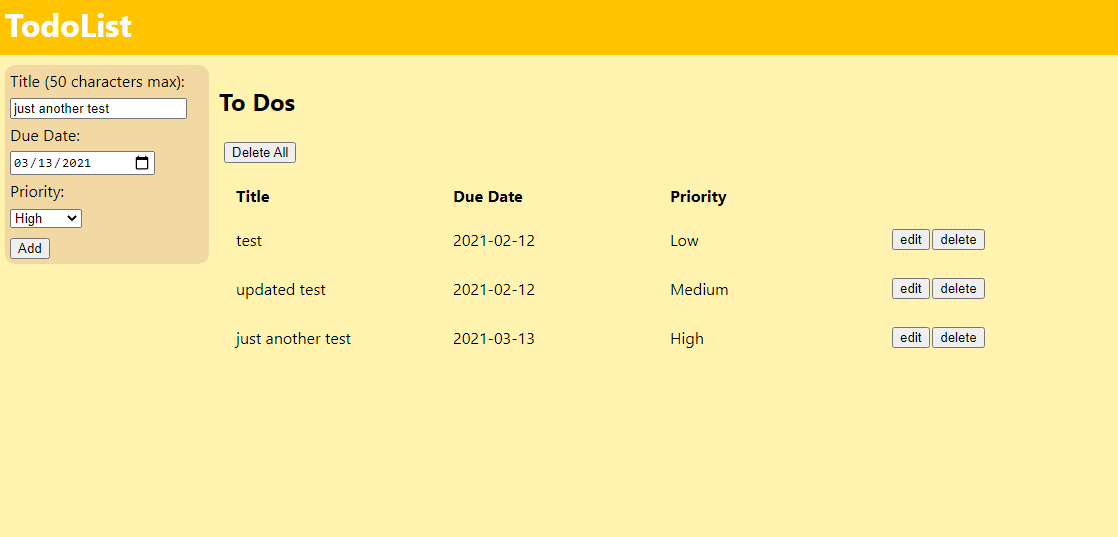 TodoList
Title (50 characters max):
just another test
Due Date:
03/13/2021
Priority:
High
Add
To Dos
Delete All
Title Due Date Priority
test 2021-02-12 Low edit delete
updated test 2021-02-12 Medium edit delete
just another test 2021-03-13 High edit delete